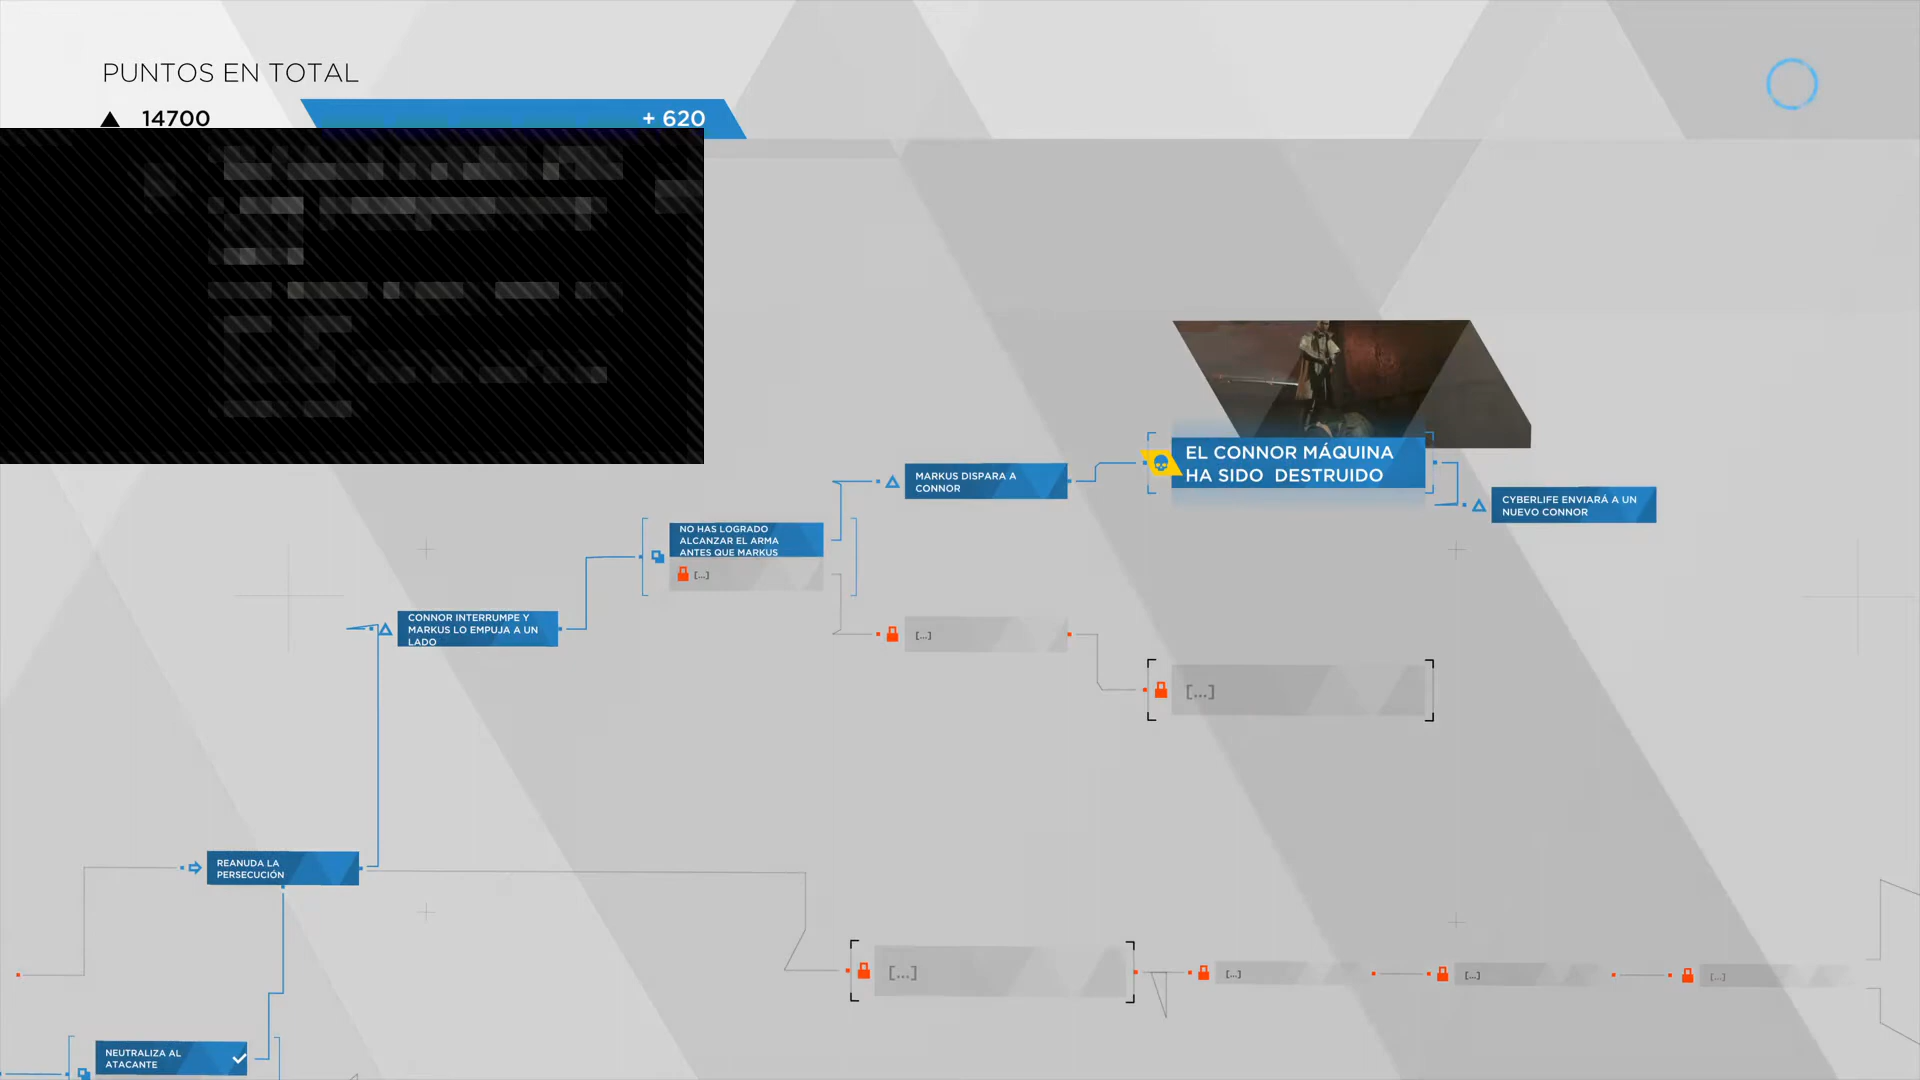 PUNTOS EN TOTAL
14700
+ 620
EL CONNOR MÁQUINA
HA SIDO DESTRUIDO
MARKUS DISPARA A
CONNOR
CYBERLIFE ENVIARÁ A UN
NUEVO CONNOR
NO HAS LOGRADO
ALCANZAR EL ARMA
ANTES QUE MARKUS
[...]
CONNOR INTERRUMPE Y
MARKUS LO EMPUJA A UN
LADO
[...]
[...]
REANUDA LA
PERSECUCIÓN
[...]
[...]
[...]
[...]
NEUTRALIZA AL
ATACANTE